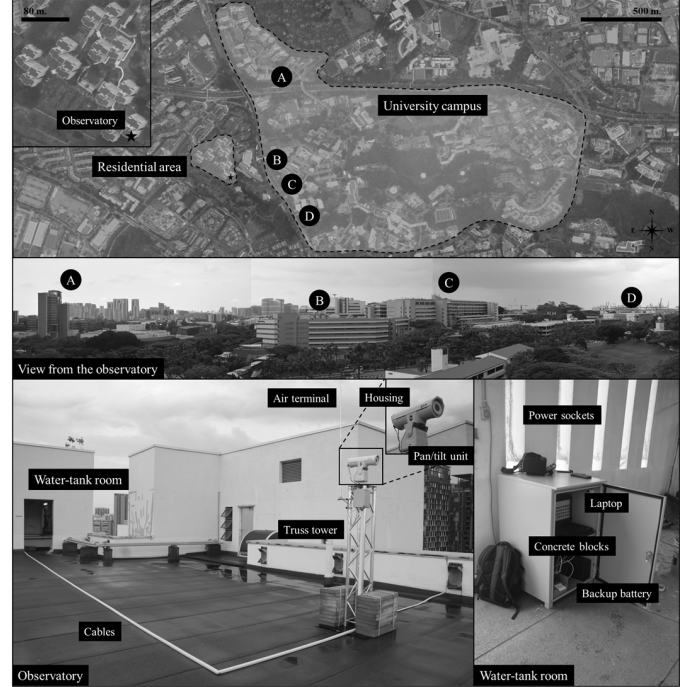 80 m.
500 m.
A
University campus
Observatory
Residential area
B
C
D
N
E W
S
A
B
C
D
View from the observatory
Air terminal
Housing
Pan/tilt unit
Water-tank room
Truss tower
Cables
Observatory
Power sockets
Laptop
Concrete blocks
Backup battery
Water-tank room